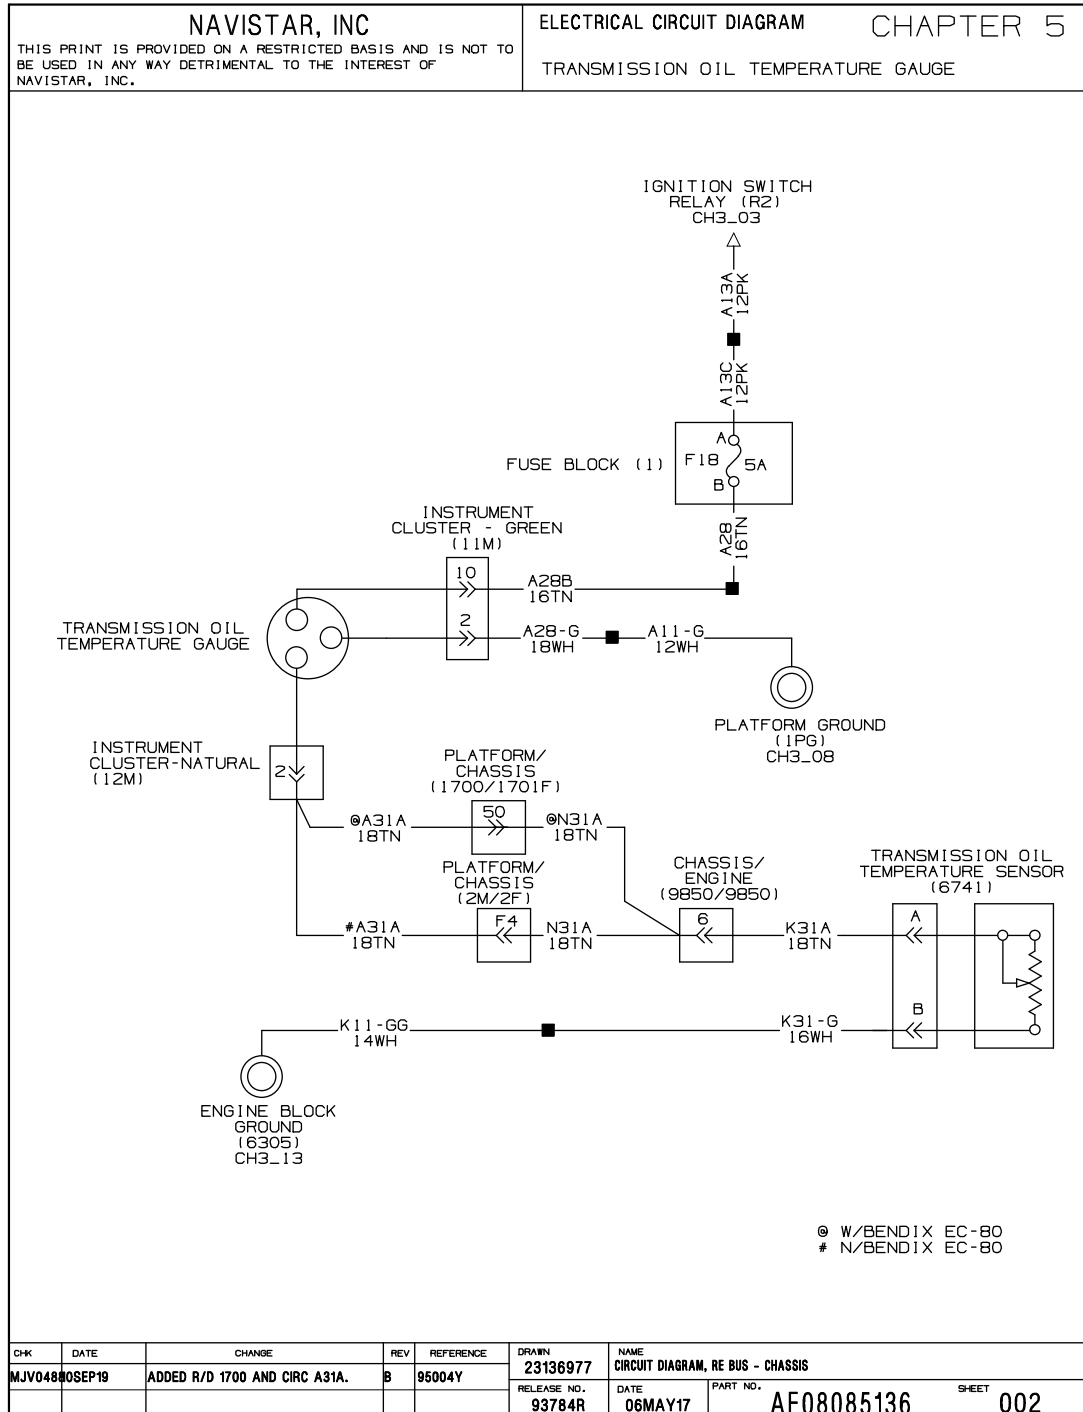 NAVISTAR, INC
THIS PRINT IS PROVIDED ON A RESTRICTED BASIS AND IS NOT TO
BE USED IN ANY WAY DETRIMENTAL TO THE INTEREST OF
NAVISTAR, INC.
ELECTRICAL CIRCUIT DIAGRAM
CHAPTER 5
TRANSMISSION OIL TEMPERATURE GAUGE
IGNITION SWITCH
RELAY (R2)
CH3_03
A13A
12PK
A13C
12PK
FUSE BLOCK (1)
A
F18
5A
B
A28
16TN
INSTRUMENT
CLUSTER - GREEN
(11M)
10
A28B
16TN
2
A28-G
18WH
A11-G
12WH
TRANSMISSION OIL
TEMPERATURE GAUGE
PLATFORM GROUND
(1PG)
CH3_08
INSTRUMENT
CLUSTER-NATURAL
(12M)
2
PLATFORM/
CHASSIS
(1700/1701F)
50
@A31A
18TN
@N31A
18TN
PLATFORM/
CHASSIS
(2M/2F)
F4
#A31A
18TN
N31A
18TN
CHASSIS/
ENGINE
(9850/9850)
6
K31A
18TN
TRANSMISSION OIL
TEMPERATURE SENSOR
(6741)
A
B
K11-GG
14WH
K31-G
16WH
ENGINE BLOCK
GROUND
(6305)
CH3_13
@ W/BENDIX EC-80
# N/BENDIX EC-80
CHK
DATE
CHANGE
REV
REFERENCE
DRAWN
23136977
NAME
CIRCUIT DIAGRAM, RE BUS - CHASSIS
ADDED R/D 1700 AND CIRC A31A.
B
95004Y
RELEASE NO.
93784R
DATE
06MAY17
PART NO.
AF08085136
SHEET
002